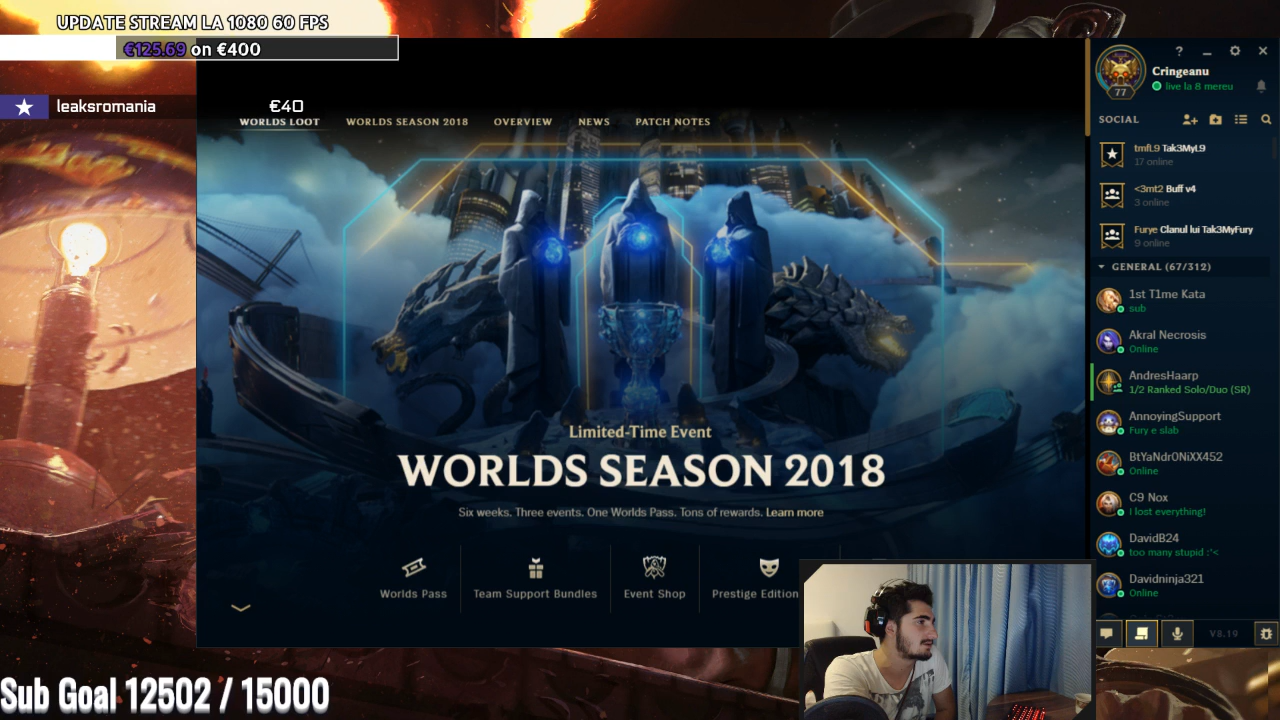 UPDATE STREAM LA 1080 60 FPS
€125.69 on €400
leaksromania
€40
WORLDS LOOT
WORLDS SEASON 2018
OVERVIEW
NEWS
PATCH NOTES
Limited-Time Event
WORLDS SEASON 2018
Six weeks. Three events. One Worlds Pass. Tons of rewards. Learn more
Worlds Pass
Team Support Bundles
Event Shop
Prestige Edition
Sub Goal 12502 / 15000
?
Cringeanu
live la 8 mereu
77
SOCIAL
tmfL9 Tak3MyL9
17 online
<3mt2 Buff v4
3 online
Furye Clanul lui Tak3MyFury
9 online
GENERAL (67/312)
1st T1me Kata
sub
Akral Necrosis
Online
AndresHaarp
1/2 Ranked Solo/Duo (SR)
AnnoyingSupport
Fury e slab
BtYaNdr0NiXX452
Online
C9 Nox
I lost everything!
DavidB24
too many stupid :'<
Davidninja321
Online
V8.19